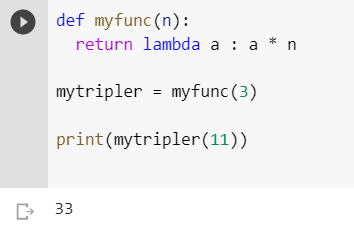 def myfunc(n):
  return lambda a : a * n
mytripler = myfunc(3)
print(mytripler(11))
33